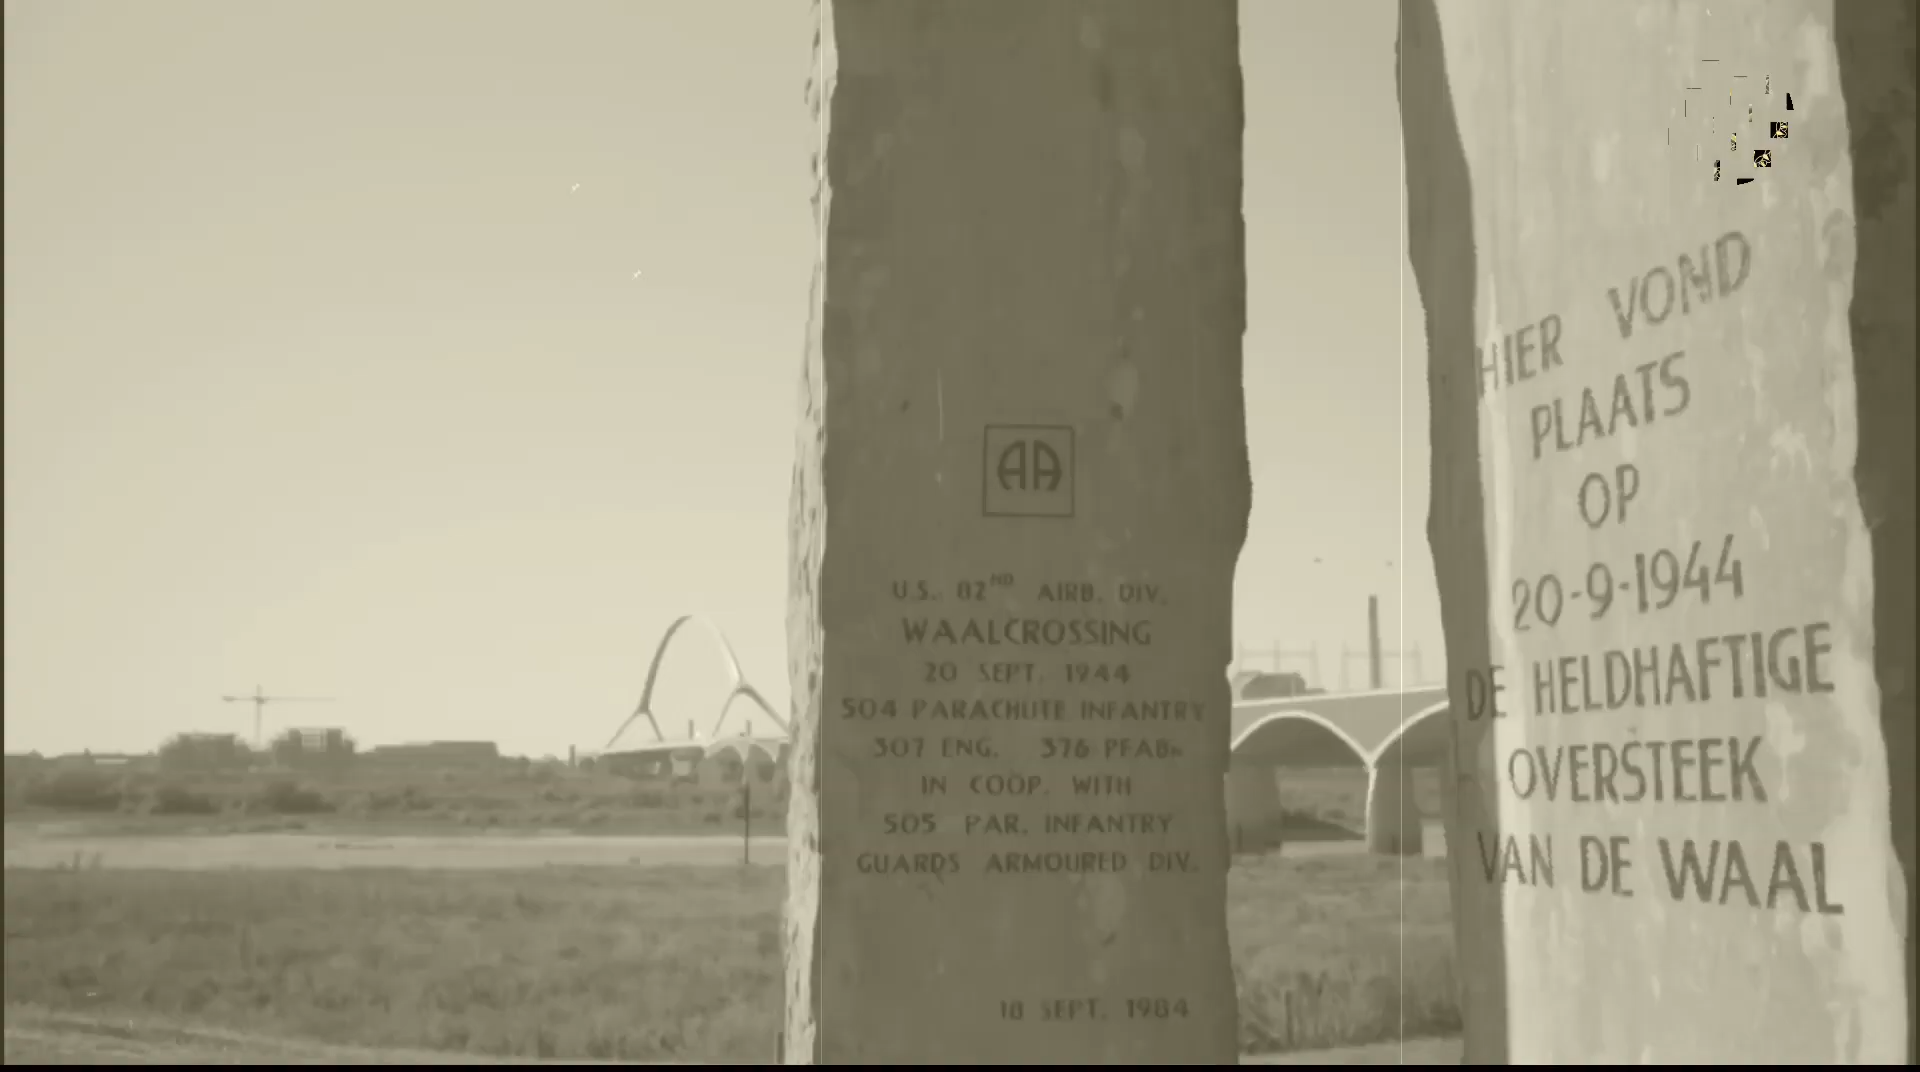 AA
U.S. 82ND AIRB. DIV.
WAALCROSSING
20 SEPT. 1944
504 PARACHUTE INFANTRY
307 ENG. 376 PFABn
IN COOP. WITH
505 PAR. INFANTRY
GUARDS ARMOURED DIV.
18 SEPT. 1984
HIER VOND
PLAATS
OP
20-9-1944
DE HELDHAFTIGE
OVERSTEEK
VAN DE WAAL